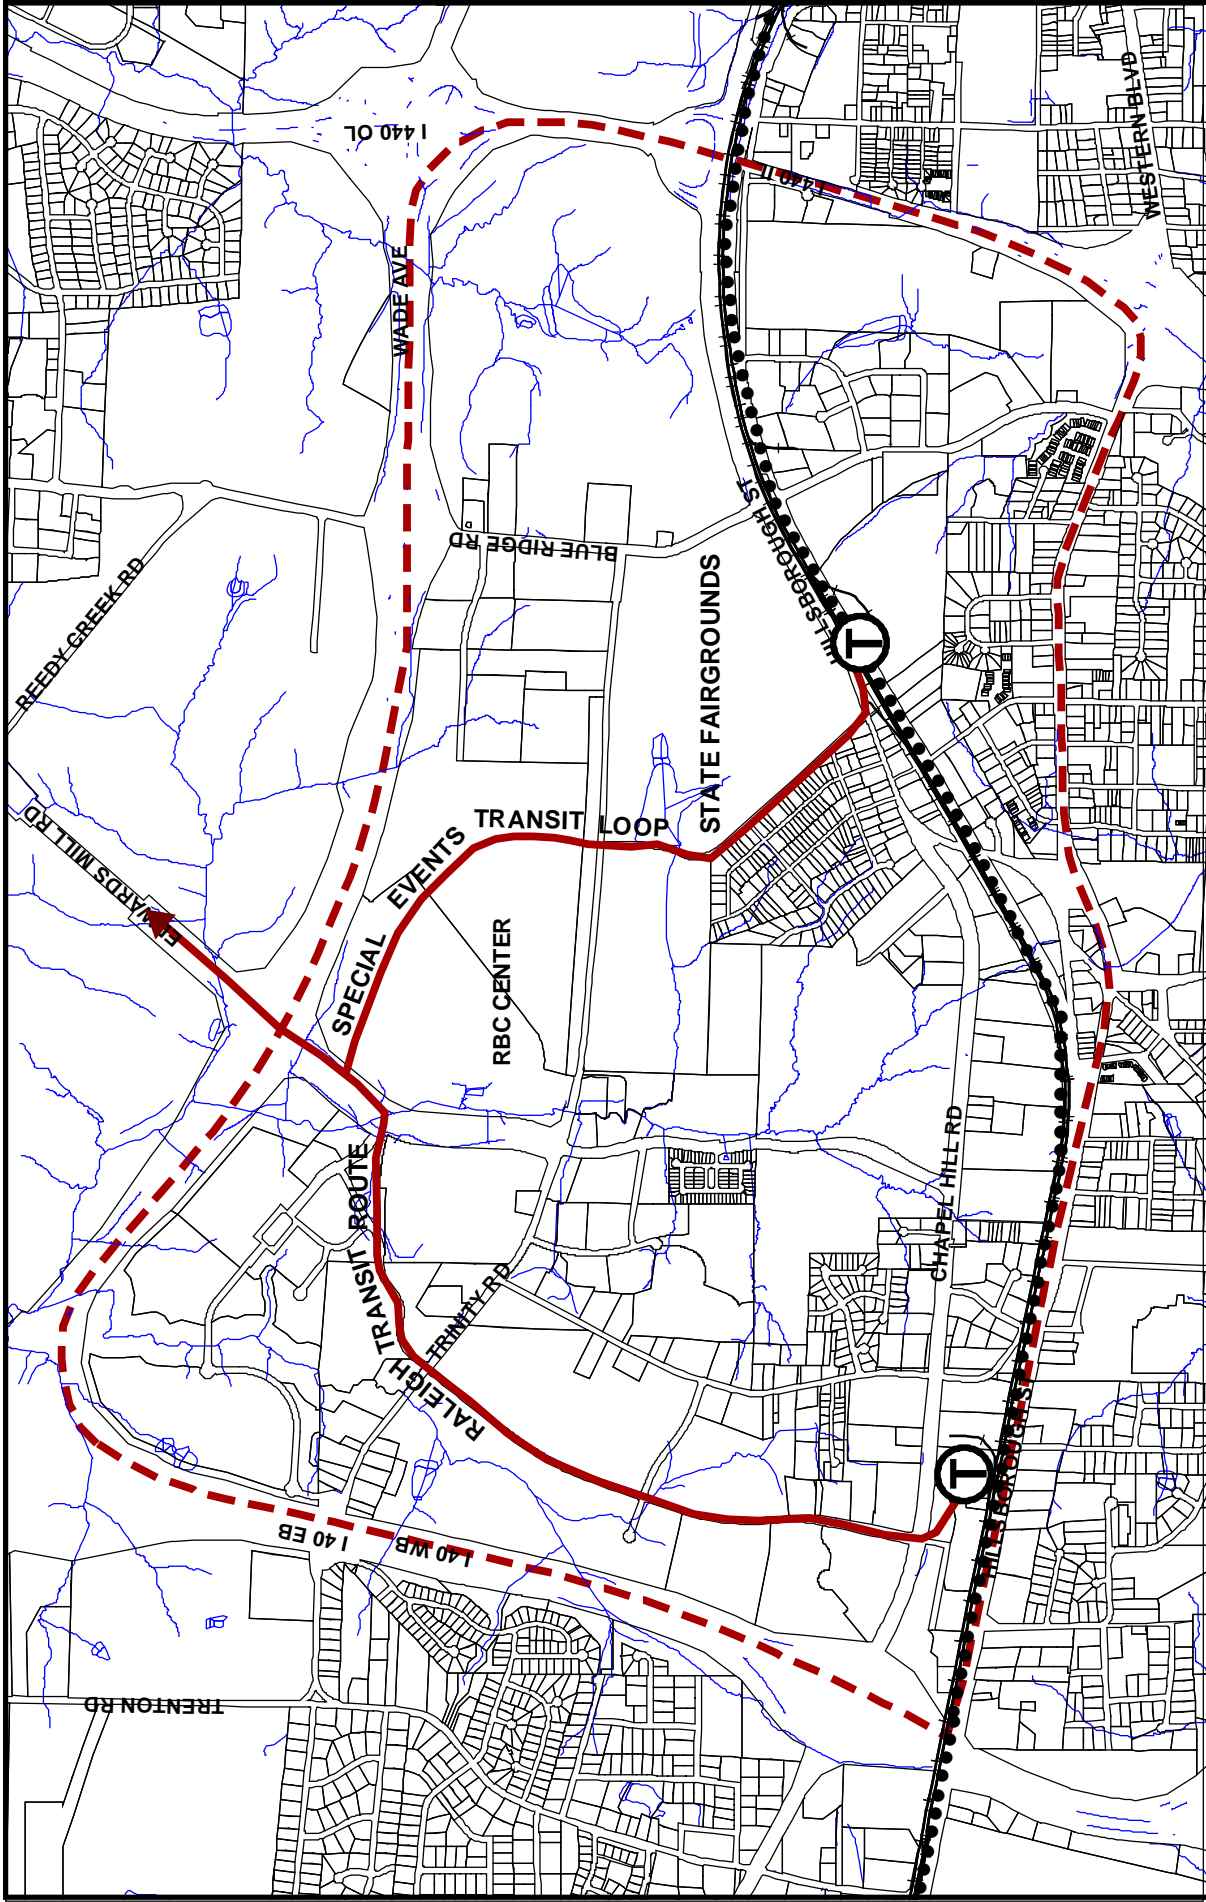 I 440 OL
WESTERN BLVD
I 440 IL
WADE AVE
REEDY CREEK RD
BLUE RIDGE RD
HILLSBOROUGH ST
STATE FAIRGROUNDS
T
EDWARDS MILL RD
SPECIAL EVENTS TRANSIT LOOP
RBC CENTER
RALEIGH TRANSIT ROUTE
TRINITY RD
CHAPEL HILL RD
T
HILLSBOROUGH ST
I 40 EB
I 40 WB
TRENTON RD